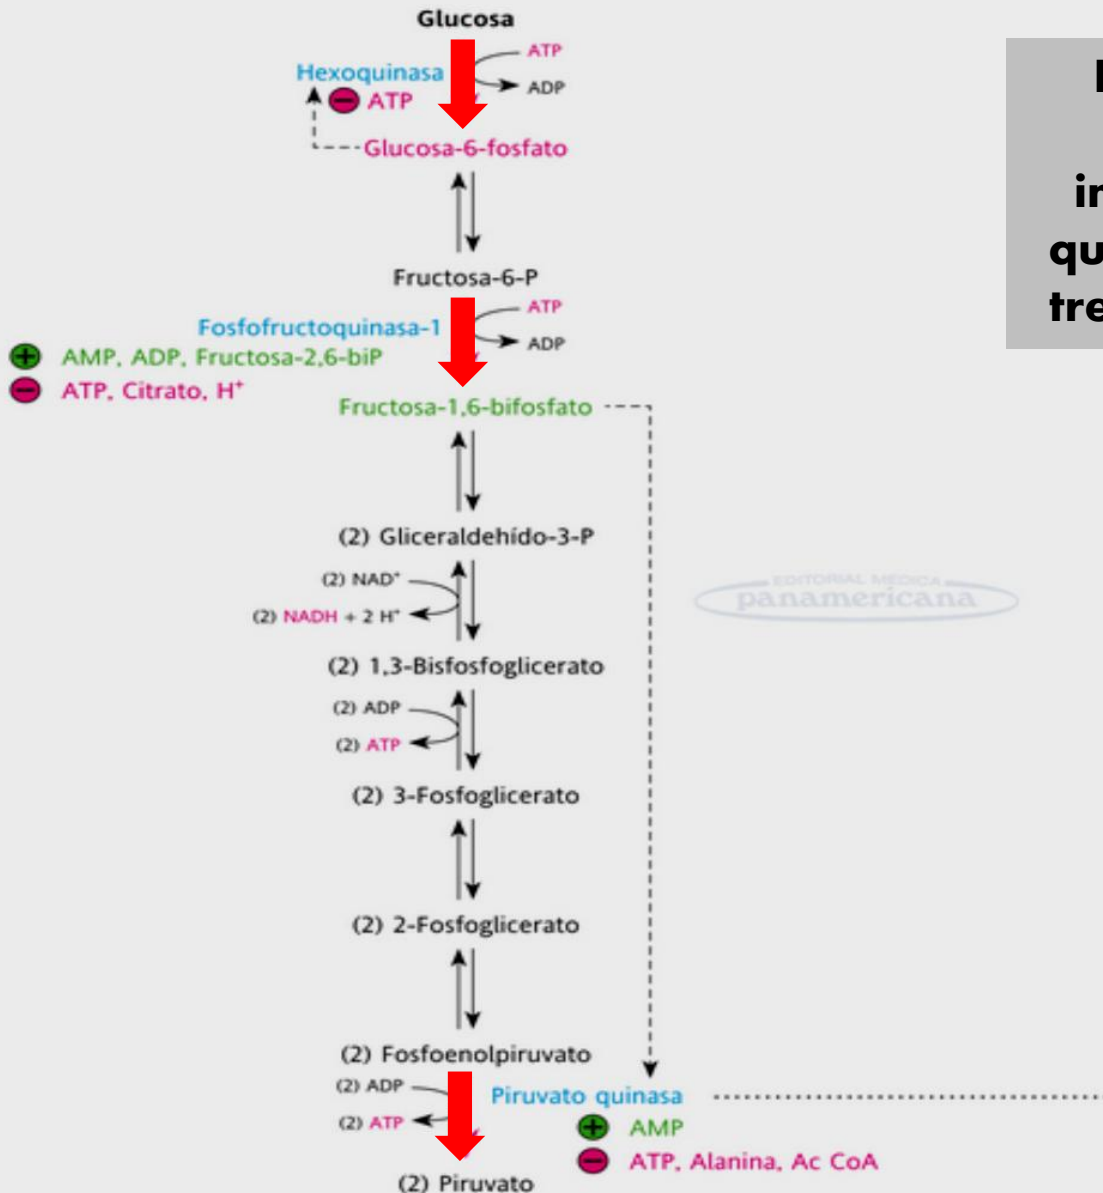 Glucosa
ATP
Hexoquinasa
ADP
− ATP
Glucosa-6-fosfato
Fructosa-6-P
ATP
Fosfofructoquinasa-1
ADP
+ AMP, ADP, Fructosa-2,6-biP
− ATP, Citrato, H⁺
Fructosa-1,6-bifosfato
(2) Gliceraldehído-3-P
(2) NAD⁺
(2) NADH + 2 H⁺
EDITORIAL MEDICA
panamericana
(2) 1,3-Bisfosfoglicerato
(2) ADP
(2) ATP
(2) 3-Fosfoglicerato
(2) 2-Fosfoglicerato
(2) Fosfoenolpiruvato
(2) ADP
Piruvato quinasa
(2) ATP
+ AMP
− ATP, Alanina, Ac CoA
(2) Piruvato